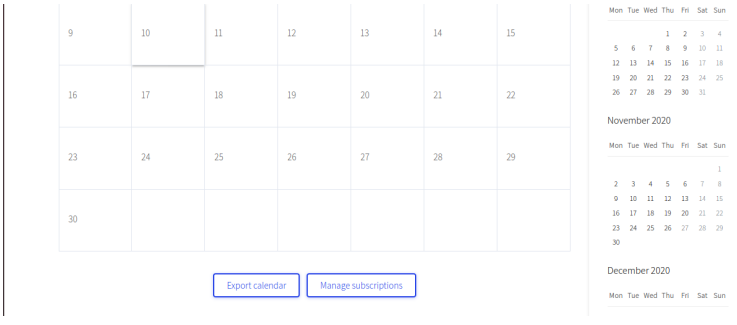 9 10 11 12 13 14 15
16 17 18 19 20 21 22
23 24 25 26 27 28 29
30
Export calendar Manage subscriptions
Mon Tue Wed Thu Fri Sat Sun
1 2 3 4
5 6 7 8 9 10 11
12 13 14 15 16 17 18
19 20 21 22 23 24 25
26 27 28 29 30 31
November 2020
Mon Tue Wed Thu Fri Sat Sun
1
2 3 4 5 6 7 8
9 10 11 12 13 14 15
16 17 18 19 20 21 22
23 24 25 26 27 28 29
30
December 2020
Mon Tue Wed Thu Fri Sat Sun